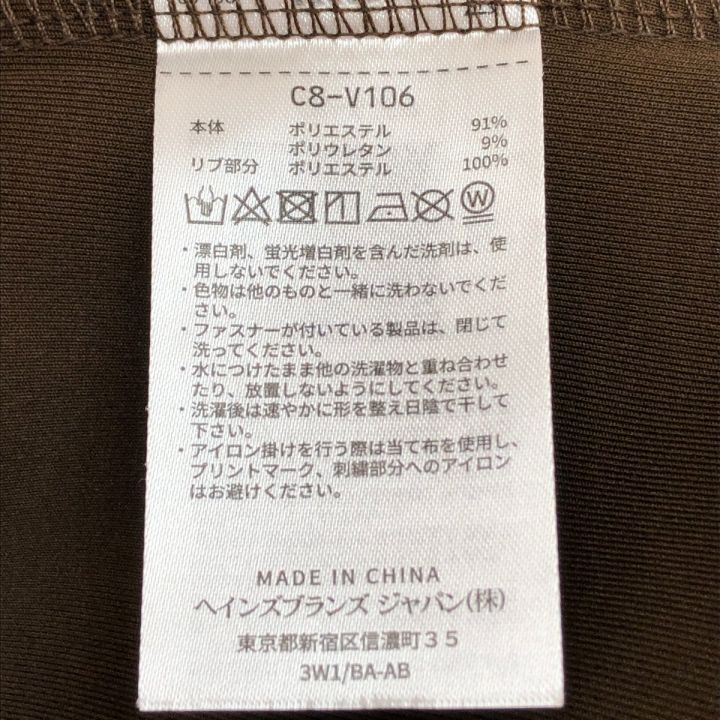 C8-V106
本体 ポリエステル 91%
ポリウレタン 9%
リブ部分 ポリエステル 100%
W
・漂白剤、蛍光増白剤を含んだ洗剤は、使
用しないでください。
・色物は他のものと一緒に洗わないでくだ
さい。
・ファスナーが付いている製品は、閉じて
洗ってください。
・水につけたまま他の洗濯物と重ね合わせ
たり、放置しないようにしてください。
・洗濯後は速やかに形を整え日陰で干して
下さい。
・アイロン掛けを行う際は当て布を使用し、
プリントマーク、刺繍部分へのアイロン
はお避けください。
MADE IN CHINA
ヘインズブランズ ジャパン(株)
東京都新宿区信濃町35
3W1/BA-AB